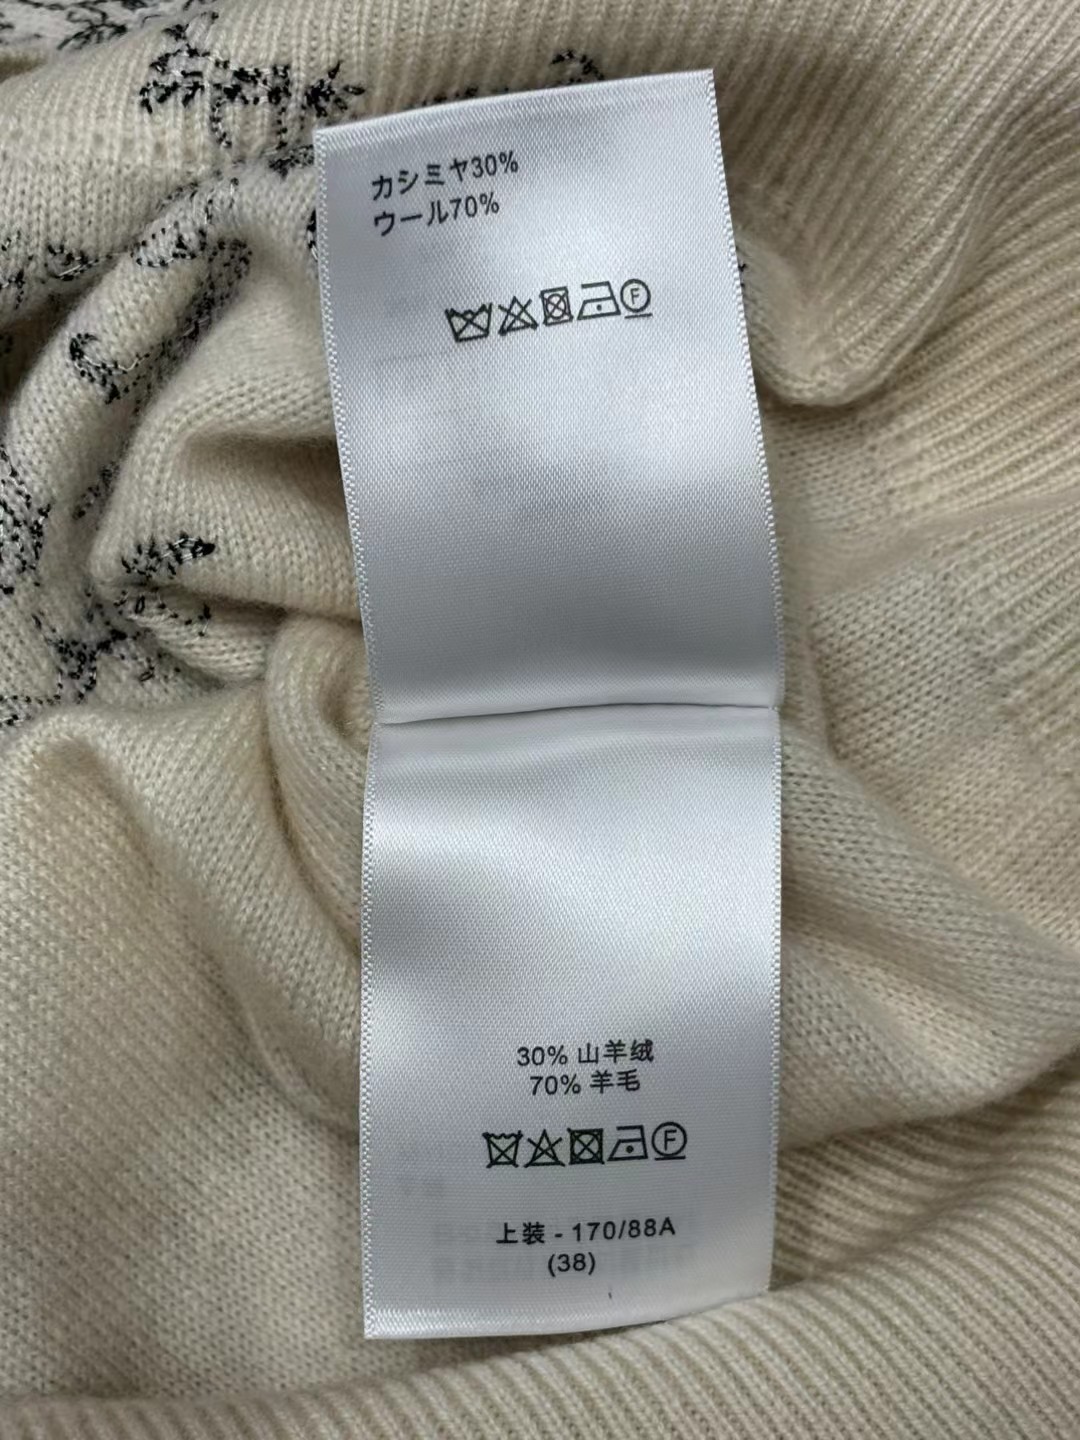 カシミヤ30%
ウール70%
F
30% 山羊绒
70% 羊毛
F
上装 - 170/88A
(38)